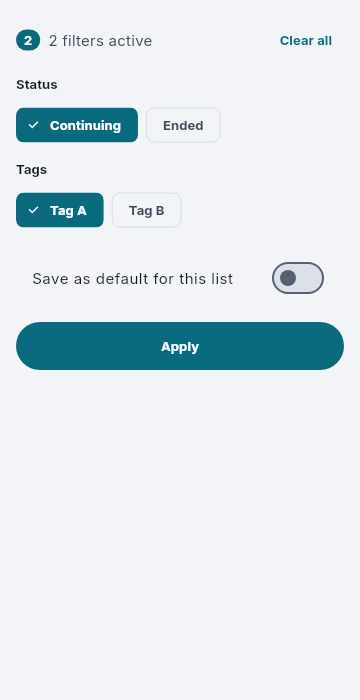 2 2 filters active Clear all
Status
Continuing Ended
Tags
Tag A Tag B
Save as default for this list
Apply